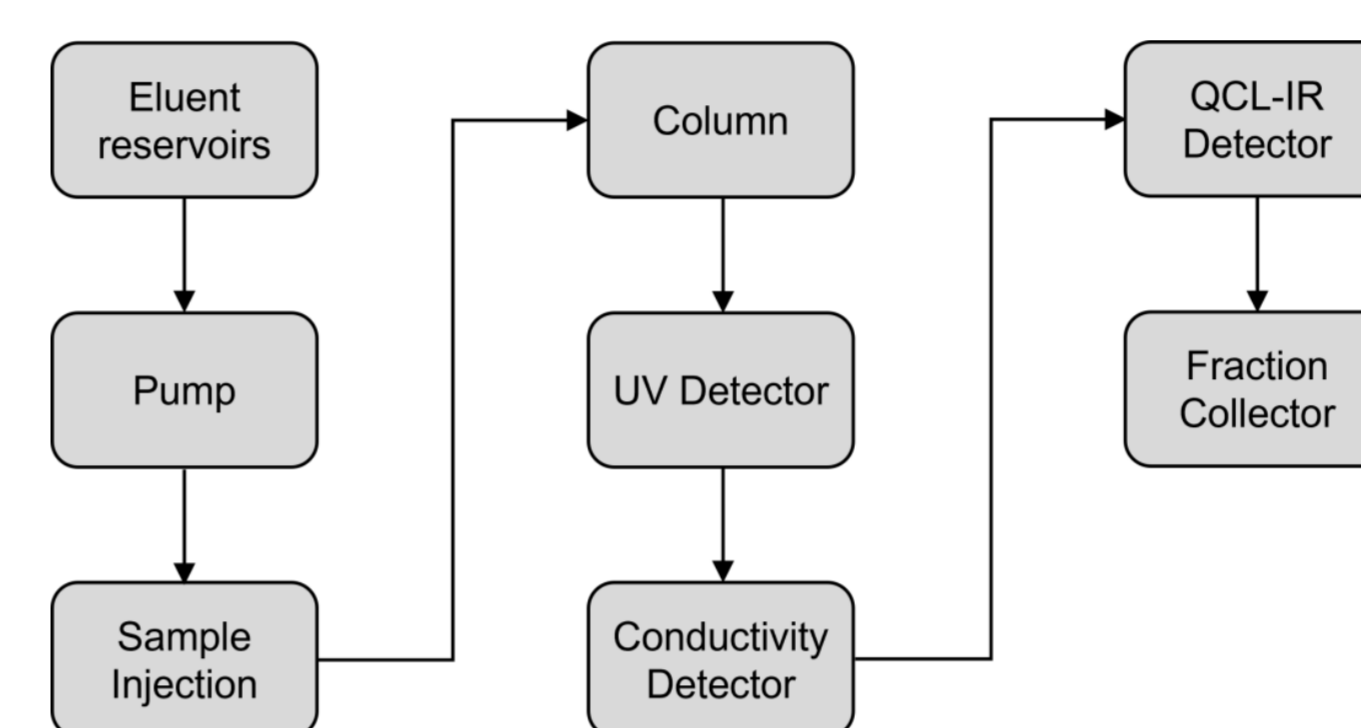 Eluent
reservoirs
Pump
Sample
Injection
Column
UV Detector
Conductivity
Detector
QCL-IR
Detector
Fraction
Collector